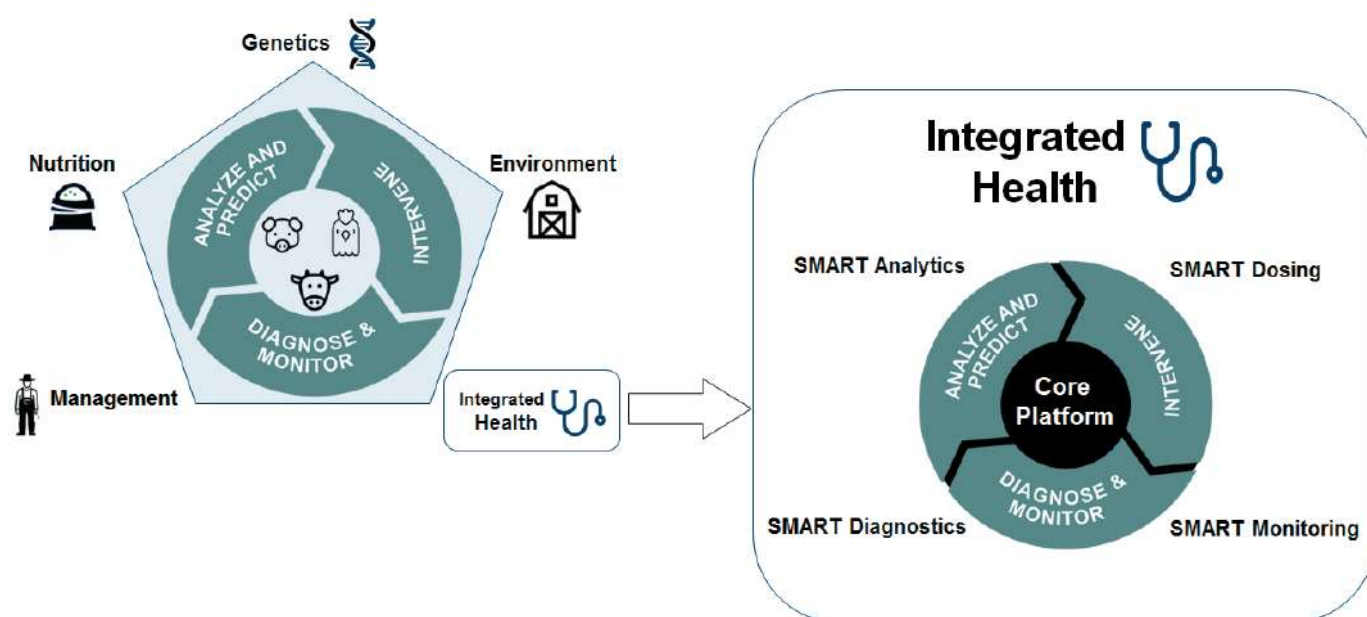 Genetics
Nutrition
Environment
ANALYZE AND
PREDICT
INTERVENE
DIAGNOSE &
MONITOR
Management
Integrated
Health
Integrated
Health
SMART Analytics
SMART Dosing
ANALYZE AND
PREDICT
INTERVENE
Core
Platform
DIAGNOSE &
MONITOR
SMART Diagnostics
SMART Monitoring